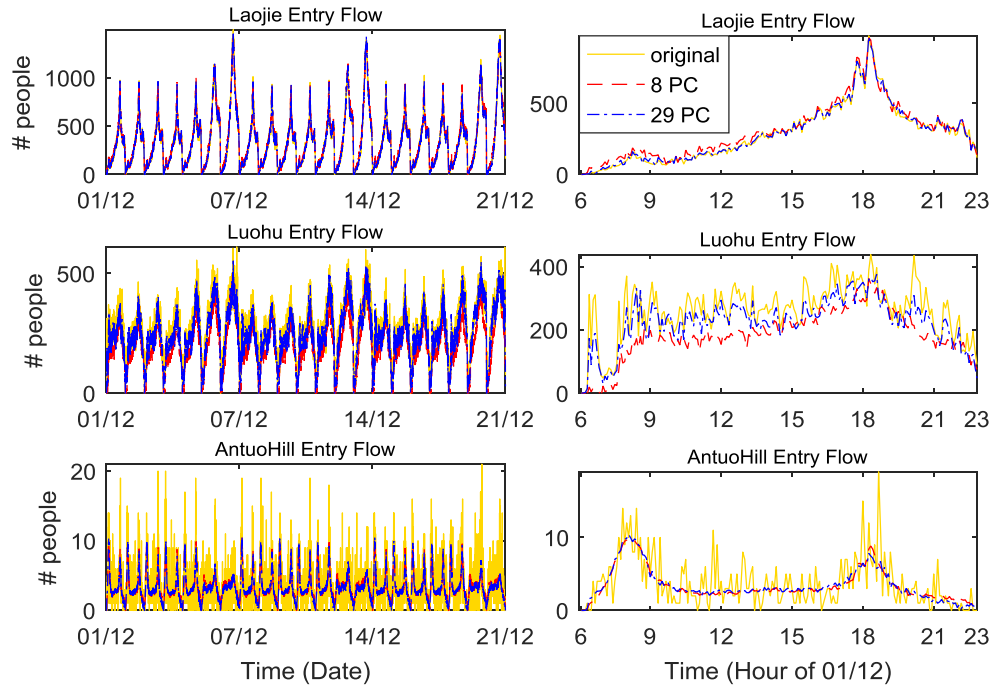 Laojie Entry Flow
# people
1000
500
0
01/12 07/12 14/12 21/12
Laojie Entry Flow
original
8 PC
29 PC
500
0
6 9 12 15 18 21 23
Luohu Entry Flow
# people
500
0
01/12 07/12 14/12 21/12
Luohu Entry Flow
400
200
0
6 9 12 15 18 21 23
AntuoHill Entry Flow
# people
20
10
0
01/12 07/12 14/12 21/12
Time (Date)
AntuoHill Entry Flow
10
0
6 9 12 15 18 21 23
Time (Hour of 01/12)